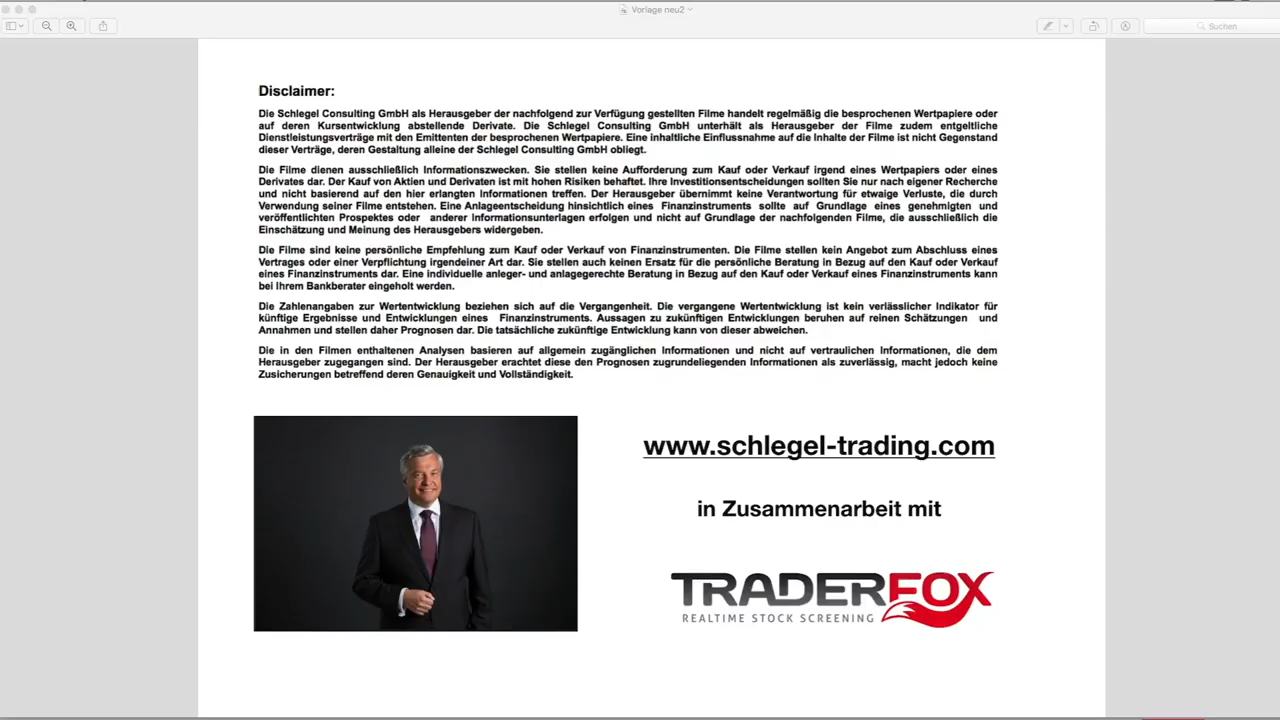 Vorlage neu2
Suchen
Disclaimer:
Die Schlegel Consulting GmbH als Herausgeber der nachfolgend zur Verfügung gestellten Filme handelt regelmäßig die besprochenen Wertpapiere oder
auf deren Kursentwicklung abstellende Derivate. Die Schlegel Consulting GmbH unterhält als Herausgeber der Filme zudem entgeltliche
Dienstleistungsverträge mit den Emittenten der besprochenen Wertpapiere. Eine inhaltliche Einflussnahme auf die Inhalte der Filme ist nicht Gegenstand
dieser Verträge, deren Gestaltung alleine der Schlegel Consulting GmbH obliegt.
Die Filme dienen ausschließlich Informationszwecken. Sie stellen keine Aufforderung zum Kauf oder Verkauf irgend eines Wertpapiers oder eines
Derivates dar. Der Kauf von Aktien und Derivaten ist mit hohen Risiken behaftet. Ihre Investitionsentscheidungen sollten Sie nur nach eigener Recherche
und nicht basierend auf den hier erlangten Informationen treffen. Der Herausgeber übernimmt keine Verantwortung für etwaige Verluste, die durch
Verwendung seiner Filme entstehen. Eine Anlageentscheidung hinsichtlich eines Finanzinstruments sollte auf Grundlage eines genehmigten und
veröffentlichten Prospektes oder anderer Informationsunterlagen erfolgen und nicht auf Grundlage der nachfolgenden Filme, die ausschließlich die
Einschätzung und Meinung des Herausgebers widergeben.
Die Filme sind keine persönliche Empfehlung zum Kauf oder Verkauf von Finanzinstrumenten. Die Filme stellen kein Angebot zum Abschluss eines
Vertrages oder einer Verpflichtung irgendeiner Art dar. Sie stellen auch keinen Ersatz für die persönliche Beratung in Bezug auf den Kauf oder Verkauf
eines Finanzinstruments dar. Eine individuelle anleger- und anlagegerechte Beratung in Bezug auf den Kauf oder Verkauf eines Finanzinstruments kann
bei Ihrem Bankberater eingeholt werden.
Die Zahlenangaben zur Wertentwicklung beziehen sich auf die Vergangenheit. Die vergangene Wertentwicklung ist kein verlässlicher Indikator für
künftige Ergebnisse und Entwicklungen eines Finanzinstruments. Aussagen zu zukünftigen Entwicklungen beruhen auf reinen Schätzungen und
Annahmen und stellen daher Prognosen dar. Die tatsächliche zukünftige Entwicklung kann von dieser abweichen.
Die in den Filmen enthaltenen Analysen basieren auf allgemein zugänglichen Informationen und nicht auf vertraulichen Informationen, die dem
Herausgeber zugegangen sind. Der Herausgeber erachtet diese den Prognosen zugrundeliegenden Informationen als zuverlässig, macht jedoch keine
Zusicherungen betreffend deren Genauigkeit und Vollständigkeit.
www.schlegel-trading.com
in Zusammenarbeit mit
TRADERFOX
REALTIME STOCK SCREENING